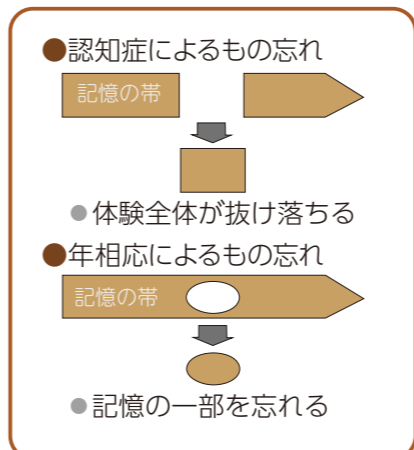 ●認知症によるもの忘れ
記憶の帯
●体験全体が抜け落ちる
●年相応によるもの忘れ
記憶の帯
●記憶の一部を忘れる